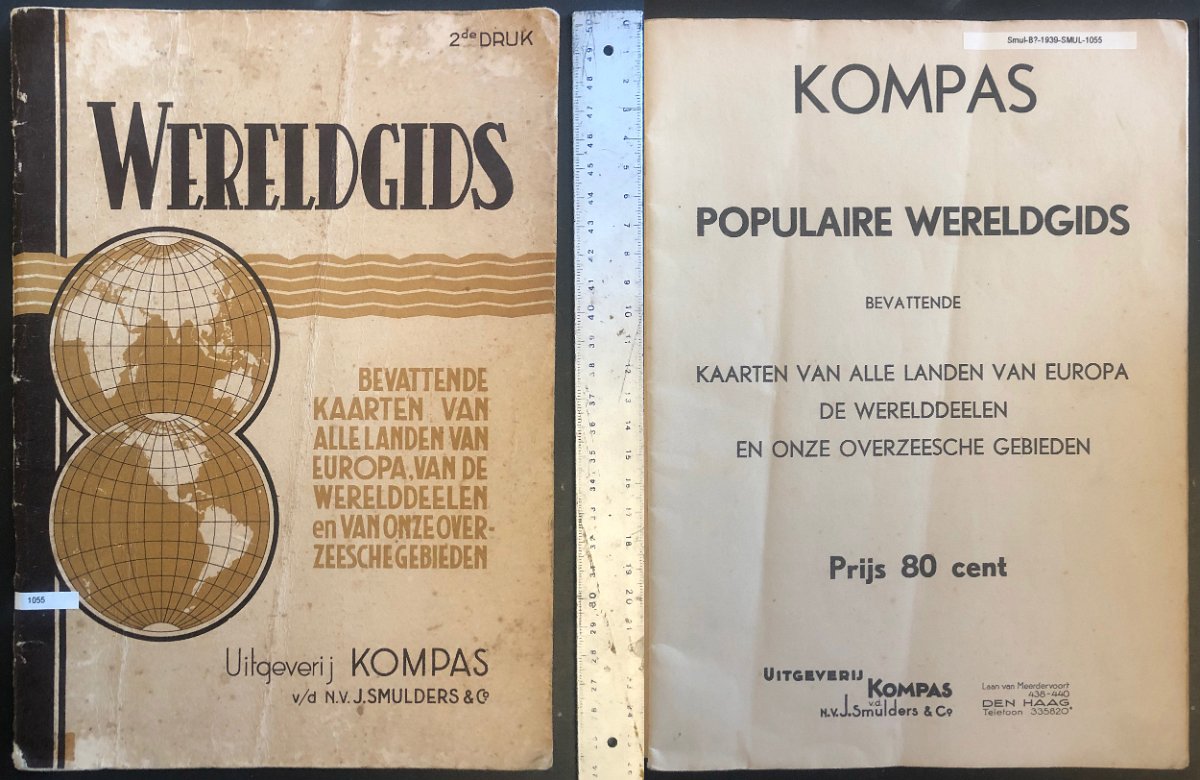 2de DRUK
WERELDGIDS
BEVATTENDE
KAARTEN VAN
ALLE LANDEN VAN
EUROPA, VAN DE
WERELDDEELEN
en VAN ONZE OVER-
ZEESCHE GEBIEDEN
1055
Uitgeverij KOMPAS
v/d N.V. J. SMULDERS & Co
Smul-B?-1939-SMUL-1055
KOMPAS
POPULAIRE WERELDGIDS
BEVATTENDE
KAARTEN VAN ALLE LANDEN VAN EUROPA
DE WERELDDEELEN
EN ONZE OVERZEESCHE GEBIEDEN
Prijs 80 cent
UITGEVERIJ
KOMPAS
v.d.
N.V. J. Smulders & Co
Laan van Meerdervoort
438-440
DEN HAAG
Teletoon 335820*